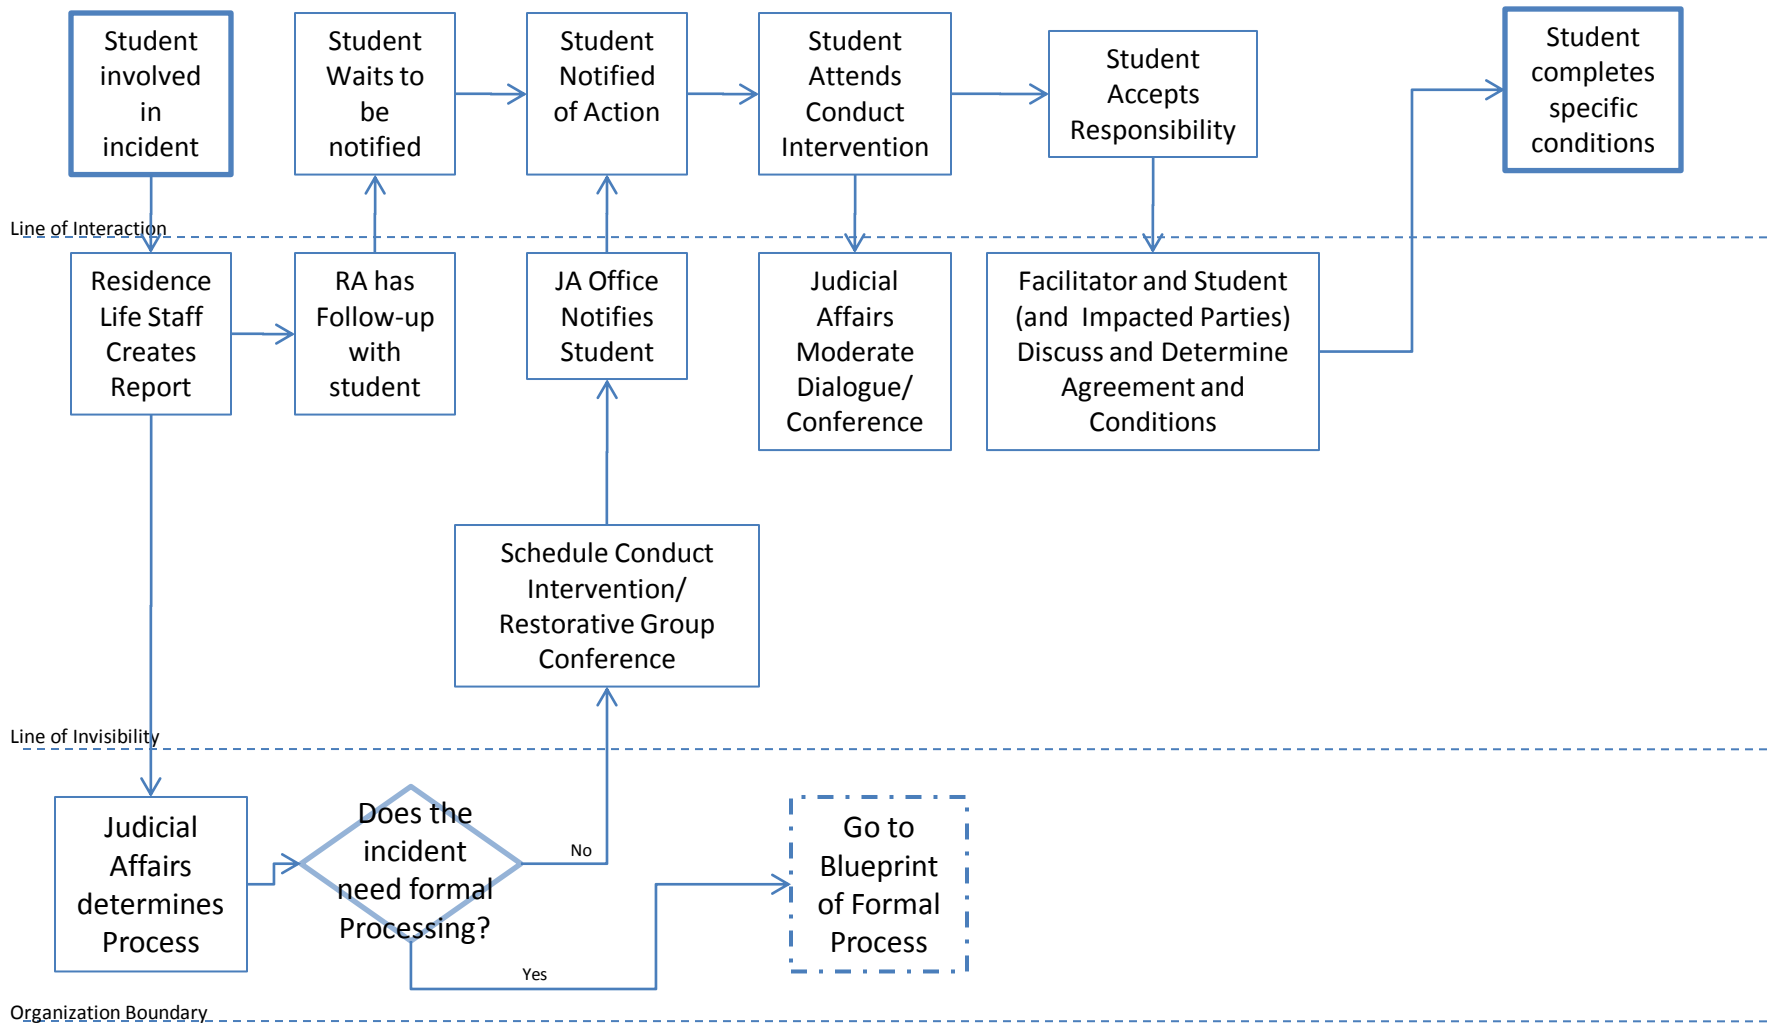 Student
involved
in
incident
Student
Waits to
be
notified
Student
Notified
of Action
Student
Attends
Conduct
Intervention
Student
Accepts
Responsibility
Student
completes
specific
conditions
Line of Interaction
Residence
Life Staff
Creates
Report
RA has
Follow-up
with
student
JA Office
Notifies
Student
Judicial
Affairs
Moderate
Dialogue/
Conference
Facilitator and Student
(and Impacted Parties)
Discuss and Determine
Agreement and
Conditions
Schedule Conduct
Intervention/
Restorative Group
Conference
Line of Invisibility
Judicial
Affairs
determines
Process
Does the
incident
need formal
Processing?
No
Yes
Go to
Blueprint
of Formal
Process
Organization Boundary